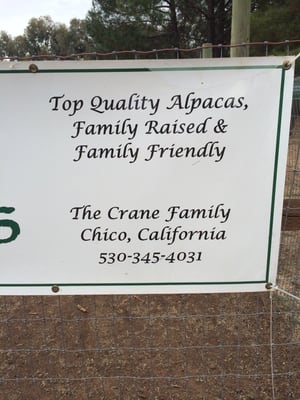 Top Quality Alpacas,
Family Raised &
Family Friendly
The Crane Family
Chico, California
530-345-4031